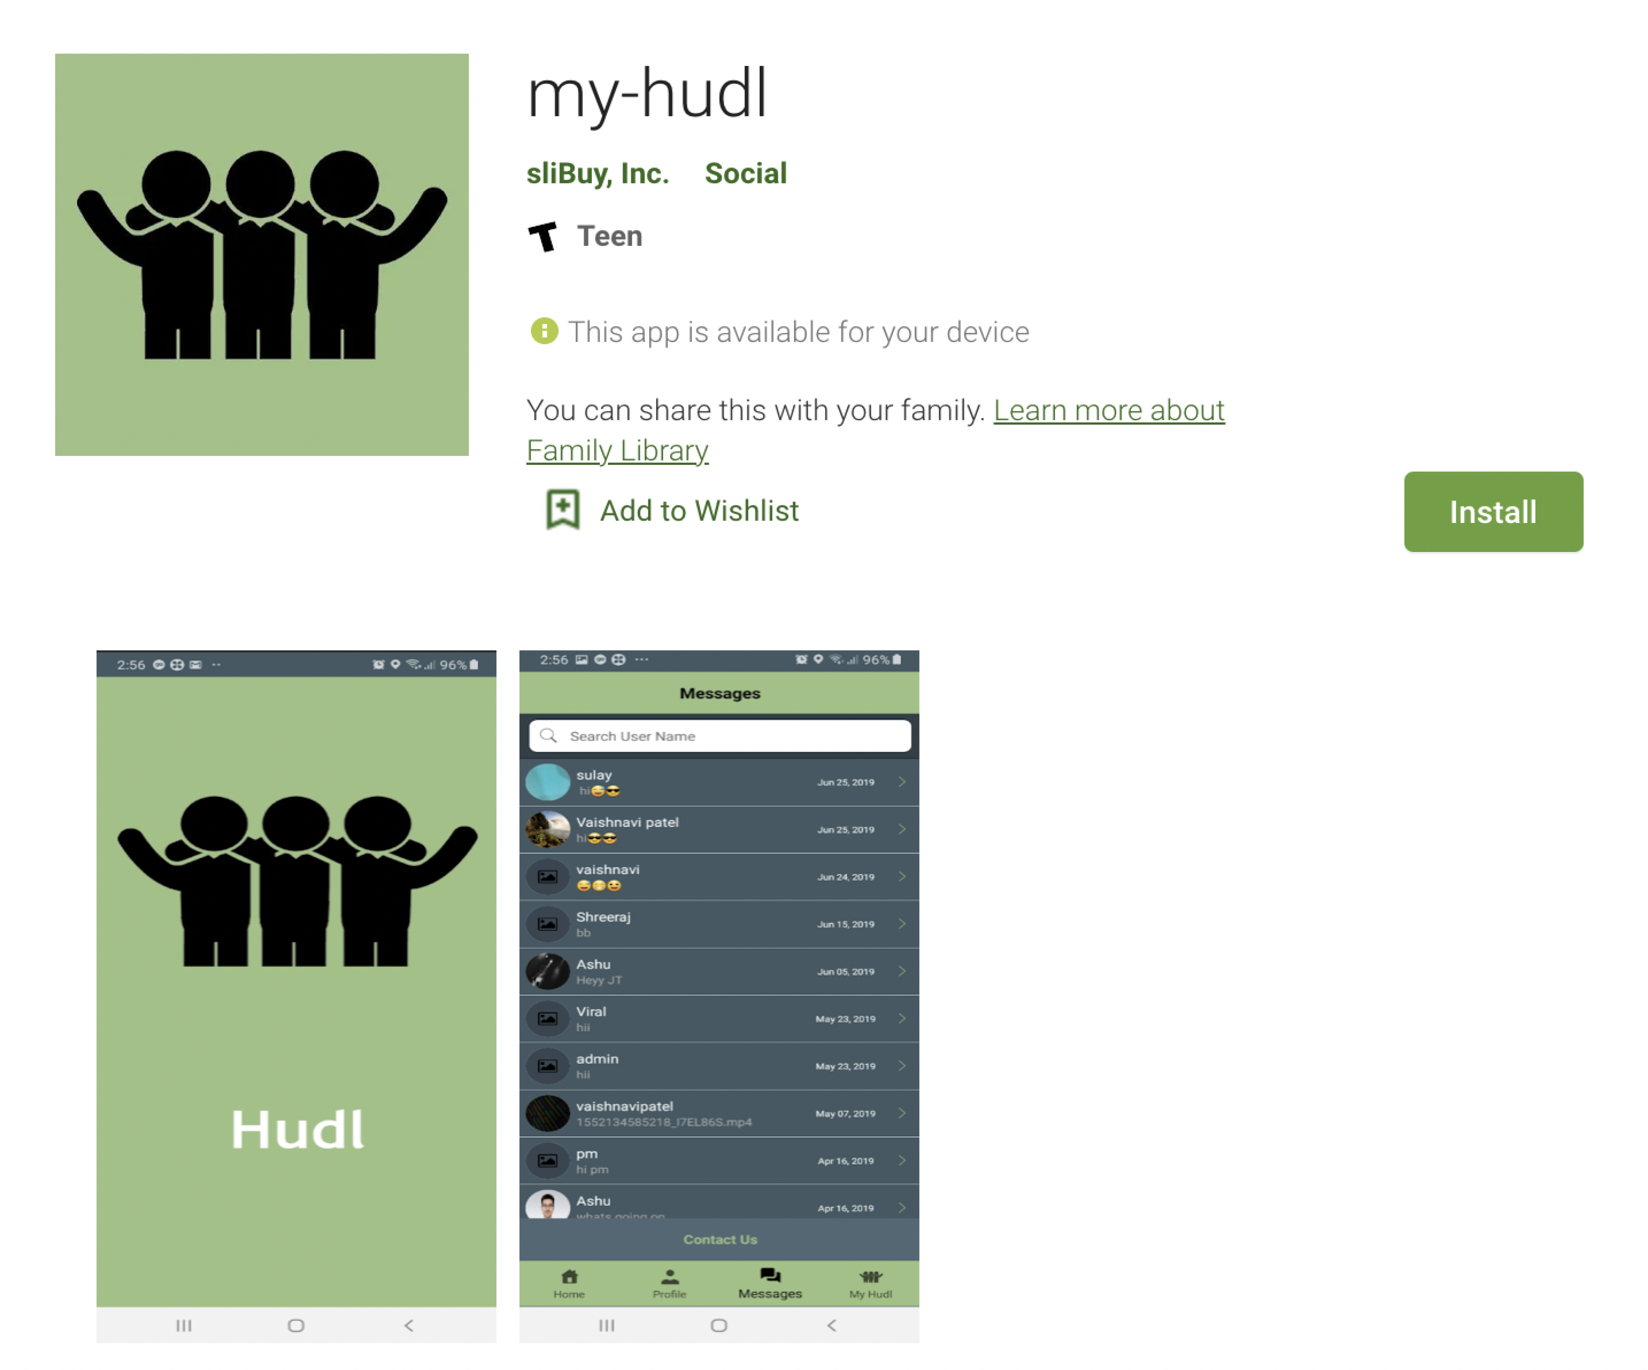 my-hudl
sliBuy, Inc. Social
T Teen
This app is available for your device
You can share this with your family. Learn more about
Family Library
Add to Wishlist
Install
2:56 96%
Hudl
2:56 96%
Messages
Search User Name
sulay
hi😅😎 Jun 25, 2019
Vaishnavi patel
hi😎😎 Jun 25, 2019
vaishnavi
Jun 24, 2019
Shreeraj
bb Jun 15, 2019
Ashu
Heyy JT Jun 05, 2019
Viral
hii May 23, 2019
admin
hii May 23, 2019
vaishnavipatel
1552134585218_I7EL86S.mp4 May 07, 2019
pm
hi pm Apr 16, 2019
Ashu
whats going on Apr 16, 2019
Contact Us
Home Profile Messages My Hudl